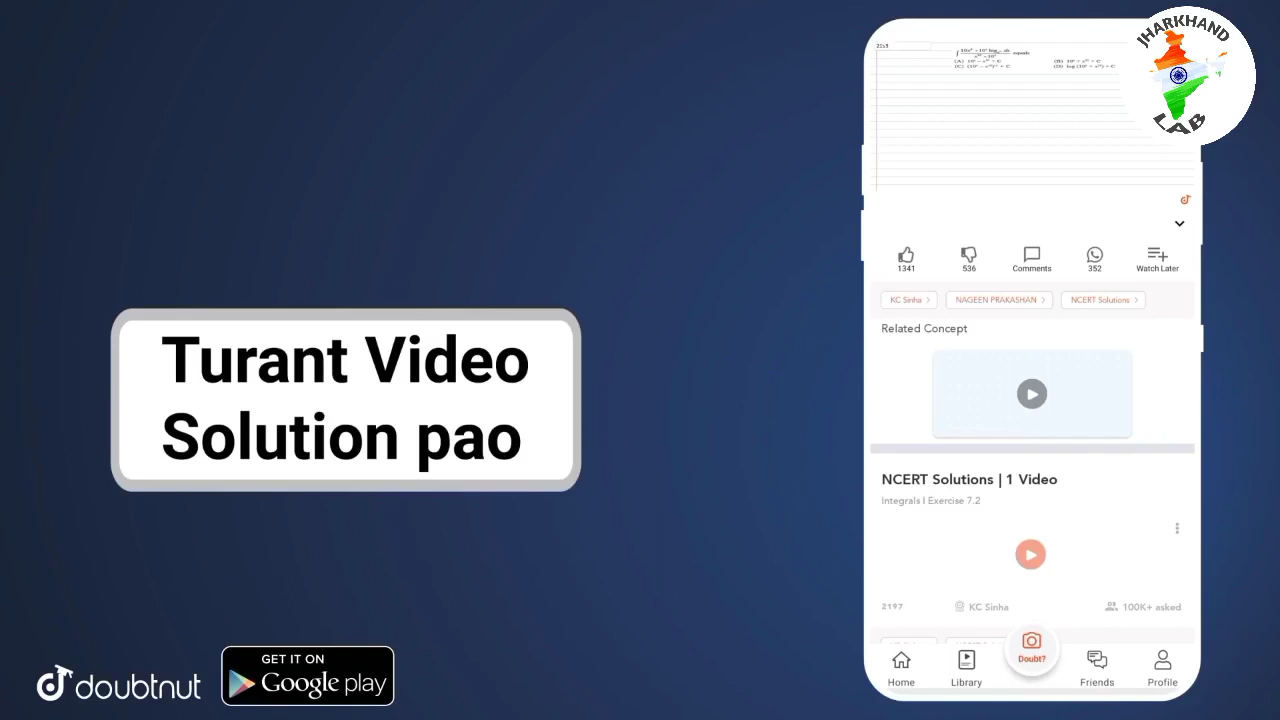 JHARKHAND
LAB
equals
1341
536
Comments
352
Watch Later
KC Sinha
NAGEEN PRAKASHAN
NCERT Solutions
Related Concept
Turant Video
Solution pao
NCERT Solutions | 1 Video
Integrals I Exercise 7.2
2197
KC Sinha
100K+ asked
Doubt?
Home
Library
Friends
Profile
doubtnut
GET IT ON
Google play